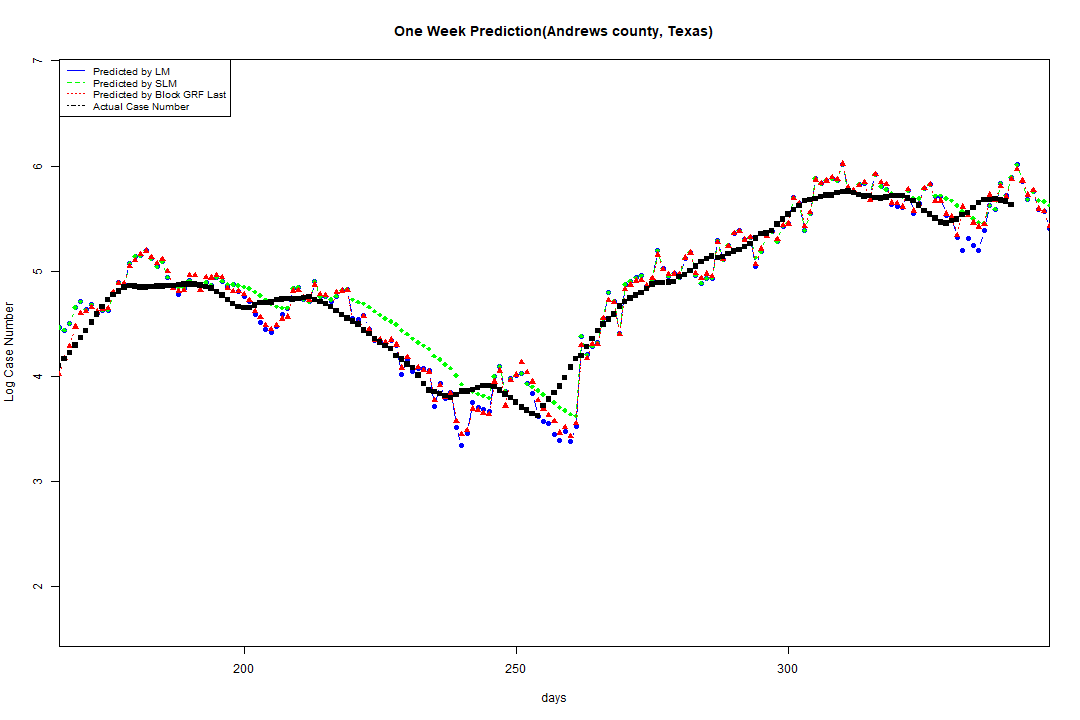 One Week Prediction(Andrews county, Texas)
Predicted by LM
Predicted by SLM
Predicted by Block GRF Last
Actual Case Number
7
6
5
4
3
2
Log Case Number
200 250 300
days